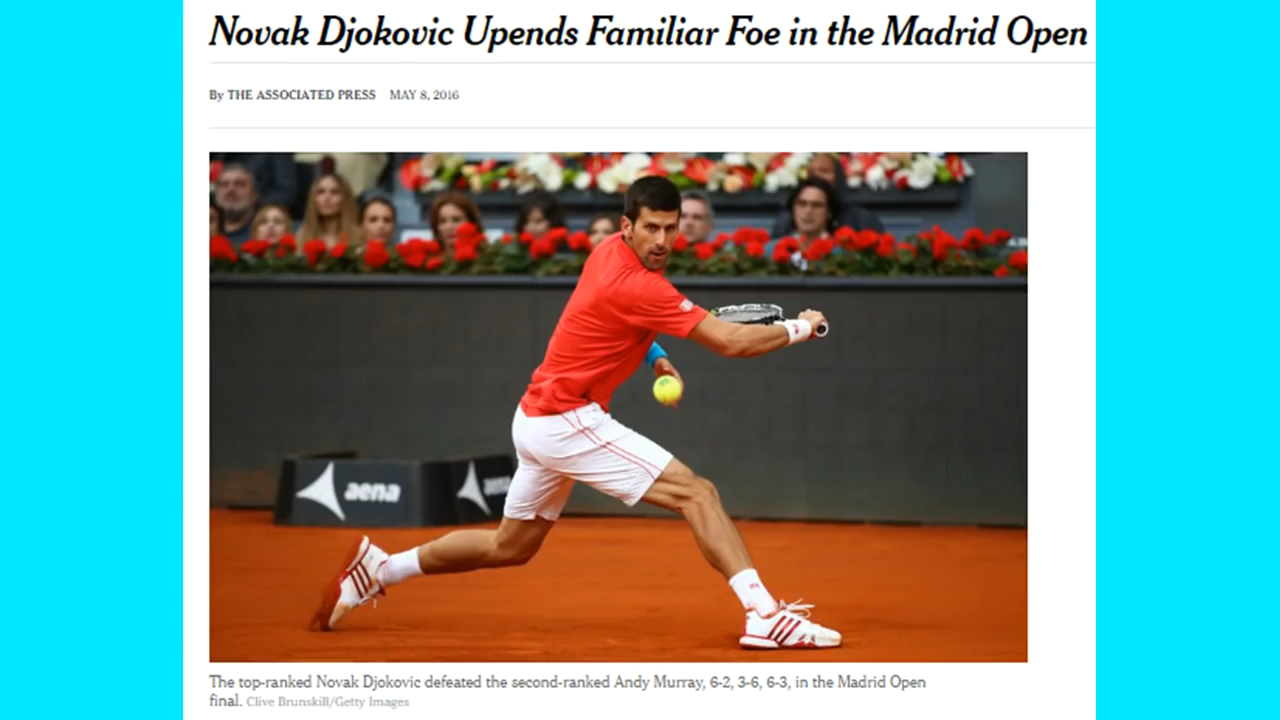 Novak Djokovic Upends Familiar Foe in the Madrid Open
By THE ASSOCIATED PRESS MAY 8, 2016
aena
The top-ranked Novak Djokovic defeated the second-ranked Andy Murray, 6-2, 3-6, 6-3, in the Madrid Open
final. Clive Brunskill/Getty Images